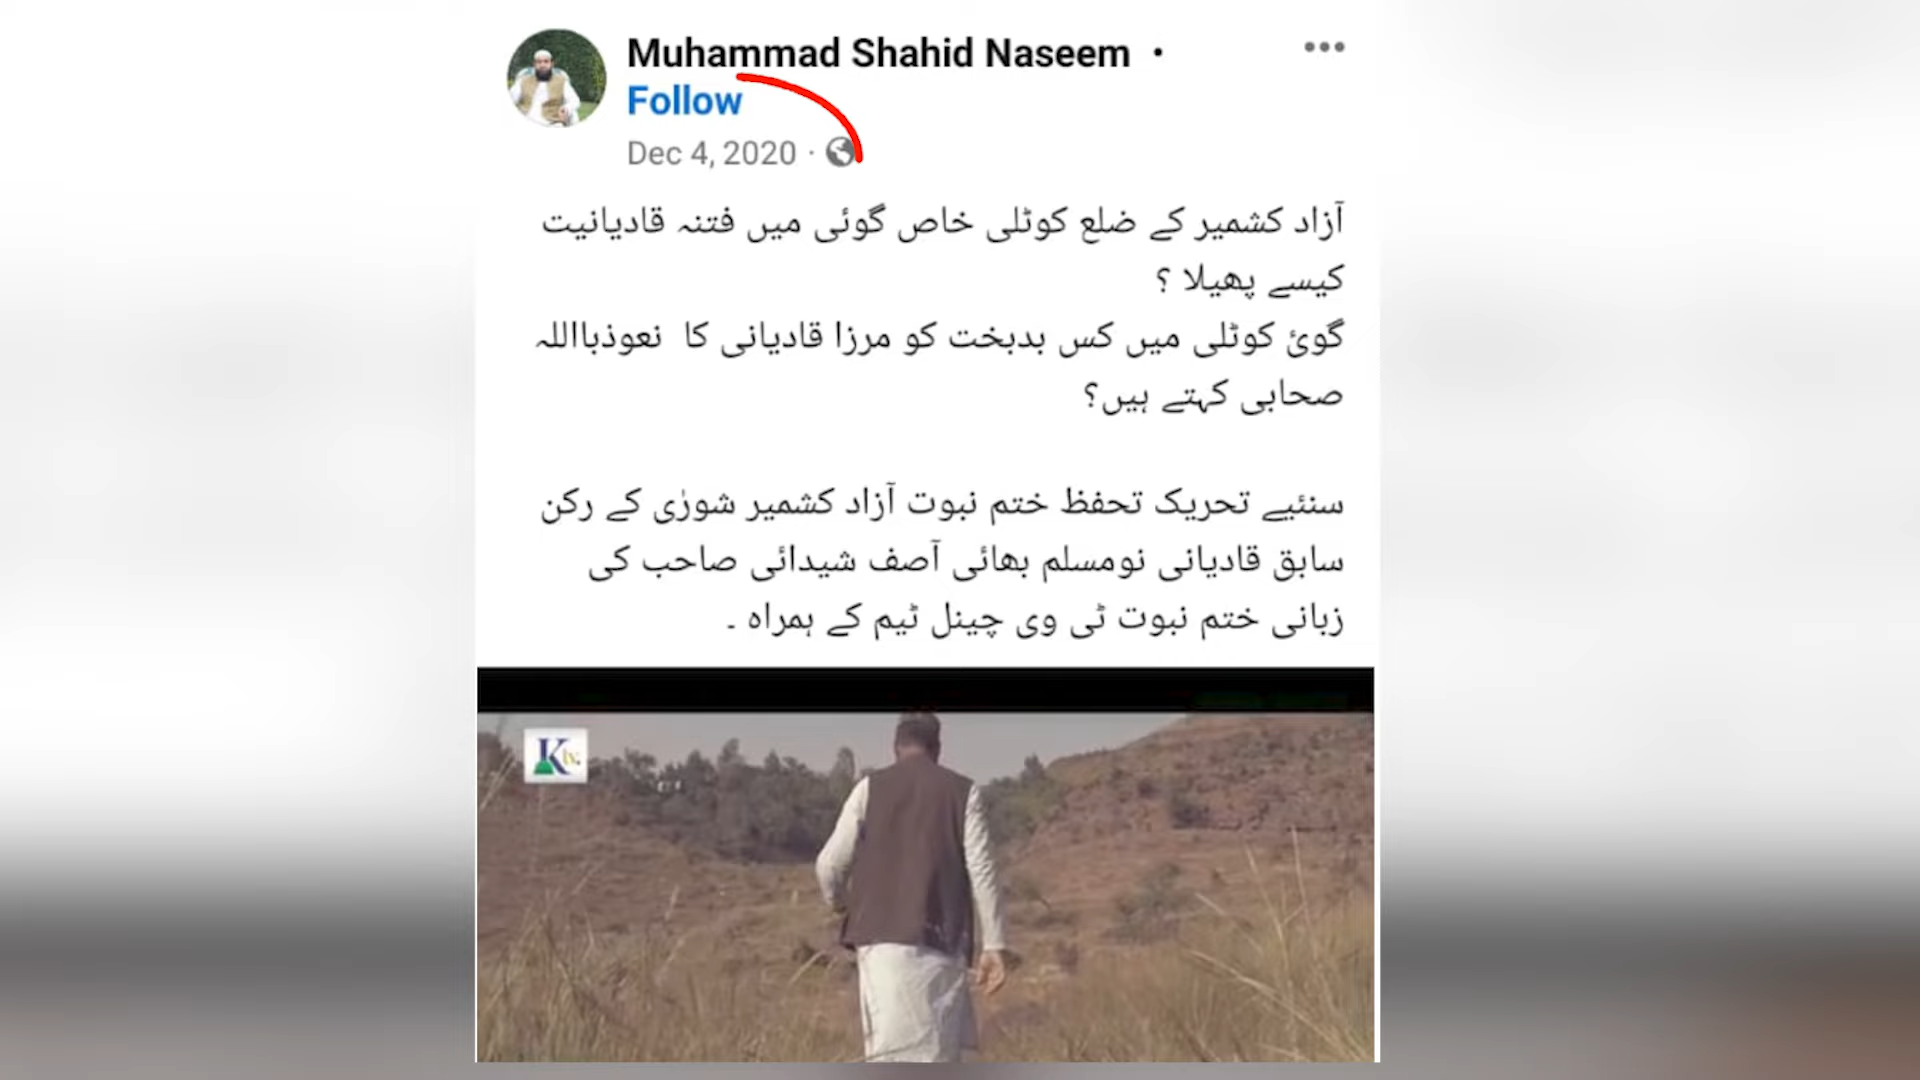 Muhammad Shahid Naseem •
Follow
Dec 4, 2020 ·
آزاد کشمیر کے ضلع کوٹلی خاص گوئی میں فتنہ قادیانیت
کیسے پھیلا ؟
گوئ کوٹلی میں کس بدبخت کو مرزا قادیانی کا نعوذبااللہ
صحابی کہتے ہیں؟
سنئیے تحریک تحفظ ختم نبوت آزاد کشمیر شورٰی کے رکن
سابق قادیانی نومسلم بھائی آصف شیدائی صاحب کی
زبانی ختم نبوت ٹی وی چینل ٹیم کے ہمراہ ۔
K tv.